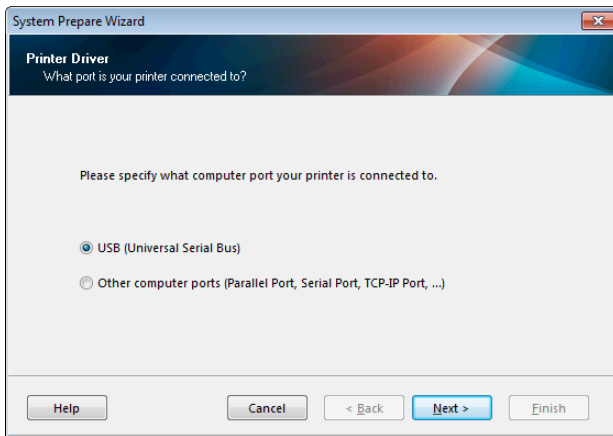 System Prepare Wizard
Printer Driver
What port is your printer connected to?
Please specify what computer port your printer is connected to.
USB (Universal Serial Bus)
Other computer ports (Parallel Port, Serial Port, TCP-IP Port, ...)
Help Cancel < Back Next > Finish